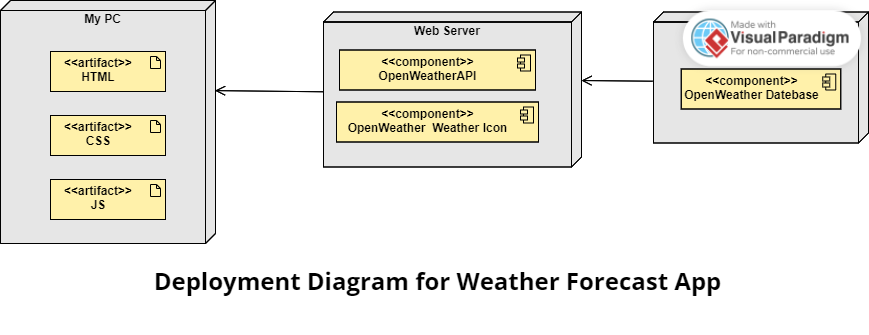 My PC
<<artifact>>
HTML
<<artifact>>
CSS
<<artifact>>
JS
Web Server
<<component>>
OpenWeatherAPI
<<component>>
OpenWeather Weather Icon
Made with
Visual Paradigm
For non-commercial use
<<component>>
OpenWeather Datebase
Deployment Diagram for Weather Forecast App